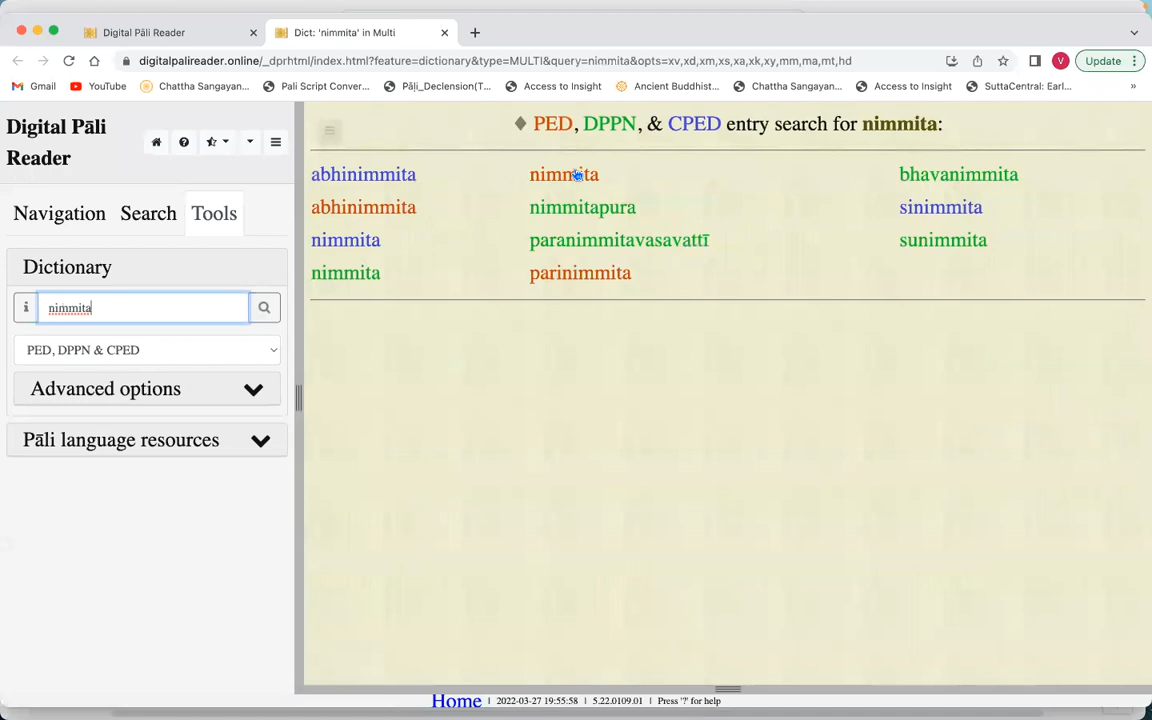 Digital Pāli Reader
Dict: 'nimmita' in Multi
digitalpalireader.online/_dprhtml/index.html?feature=dictionary&type=MULTI&query=nimmita&opts=xv,xd,xm,xs,xa,xk,xy,mm,ma,mt,hd
V
Update
Gmail
YouTube
Chattha Sangayan...
Pali Script Conver...
Pāḷi_Declension(T...
Access to Insight
Ancient Buddhist...
Chattha Sangayan...
Access to Insight
SuttaCentral: Earl...
»
Digital Pāli
Reader
Navigation Search Tools
Dictionary
nimmita
PED, DPPN & CPED
Advanced options
Pāli language resources
♦ PED, DPPN, & CPED entry search for nimmita:
abhinimmita nimmita bhavanimmita
abhinimmita nimmitapura sinimmita
nimmita paranimmitavasavattī sunimmita
nimmita parinimmita
Home | 2022-03-27 19:55:58 | 5.22.0109.01 | Press '?' for help